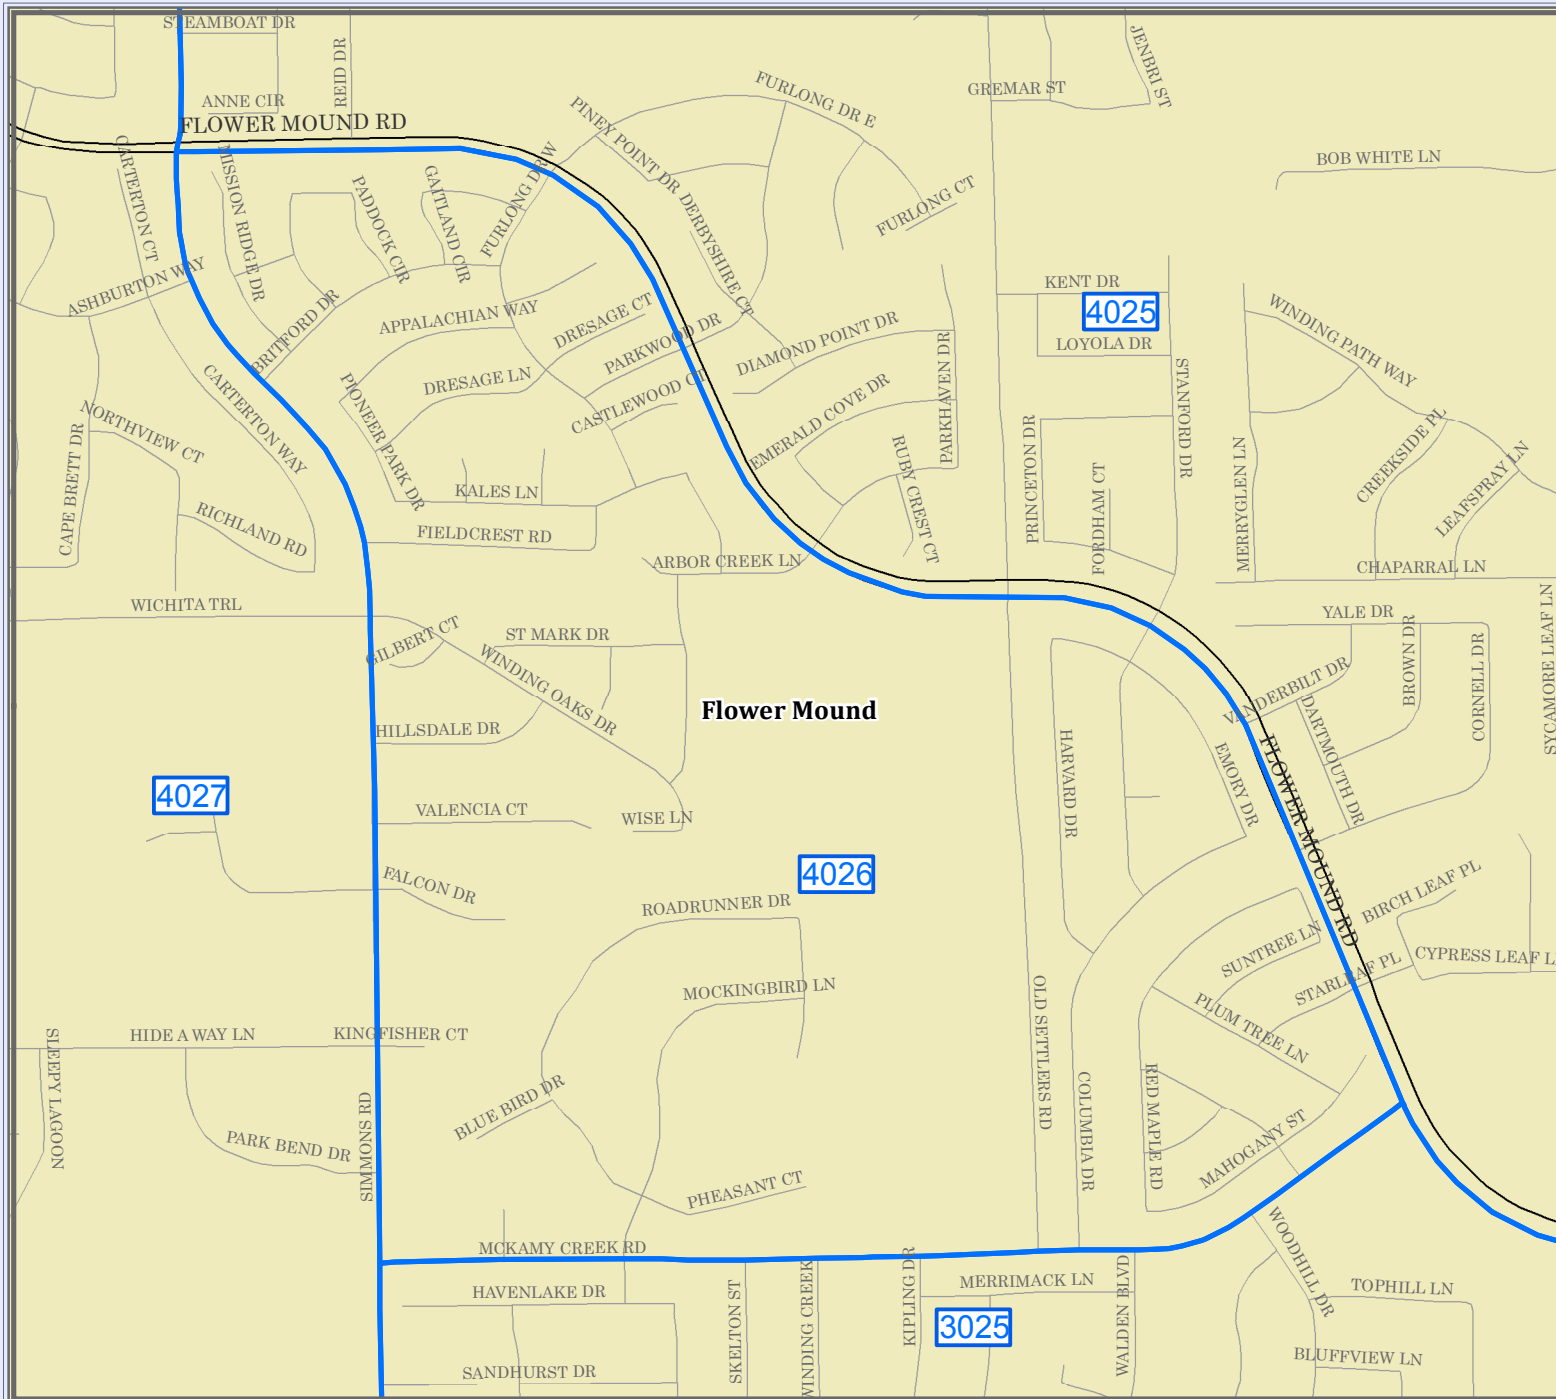 STEAMBOAT DR
REID DR
ANNE CIR
FLOWER MOUND RD
FURLONG DR E
PINEY POINT DR
GREMAR ST
JENBRI ST
BOB WHITE LN
CARTERTON CT
MISSION RIDGE DR
PADDOCK CIR
GAITLAND CIR
FURLONG DR W
DERBYSHIRE CT
FURLONG CT
ASHBURTON WAY
BRITFORD DR
APPALACHIAN WAY
DRESAGE CT
PARKWOOD DR
DIAMOND POINT DR
KENT DR
4025
LOYOLA DR
WINDING PATH WAY
CARTERTON WAY
PIONEER PARK DR
DRESAGE LN
CASTLEWOOD CT
EMERALD COVE DR
PARKHAVEN DR
STANFORD DR
NORTHVIEW CT
CAPE BRETT DR
RICHLAND RD
KALES LN
FIELDCREST RD
RUBY CREST CT
PRINCETON DR
FORDHAM CT
MERRYGLEN LN
CREEKSIDE PL
LEAFSPRAY LN
ARBOR CREEK LN
CHAPARRAL LN
WICHITA TRL
GILBERT CT
ST MARK DR
WINDING OAKS DR
YALE DR
BROWN DR
CORNELL DR
SYCAMORE LEAF LN
VANDERBILT DR
DARTMOUTH DR
HILLSDALE DR
Flower Mound
HARVARD DR
EMORY DR
FLOWER MOUND RD
4027
VALENCIA CT
WISE LN
4026
FALCON DR
ROADRUNNER DR
BIRCH LEAF PL
SUNTREE LN
STARLEAF PL
CYPRESS LEAF L
MOCKINGBIRD LN
PLUM TREE LN
OLD SETTLERS RD
HIDE A WAY LN
KINGFISHER CT
SLEEPY LAGOON
SIMMONS RD
BLUE BIRD DR
COLUMBIA DR
RED MAPLE RD
MAHOGANY ST
PARK BEND DR
PHEASANT CT
MCKAMY CREEK RD
WOODHILL DR
HAVENLAKE DR
SKELTON ST
WINDING CREEK
KIPLING DR
MERRIMACK LN
WALDEN BLVD
TOPHILL LN
3025
SANDHURST DR
BLUFFVIEW LN